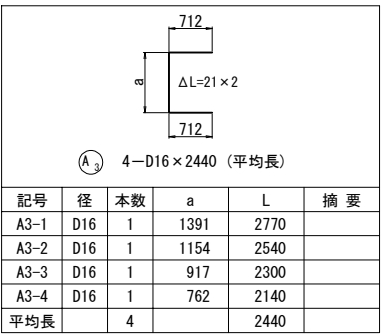 712
a
ΔL=21×2
712
A3 4－D16×2440 (平均長)
記号 径 本数 a L 摘 要
A3-1 D16 1 1391 2770
A3-2 D16 1 1154 2540
A3-3 D16 1 917 2300
A3-4 D16 1 762 2140
平均長 4 2440